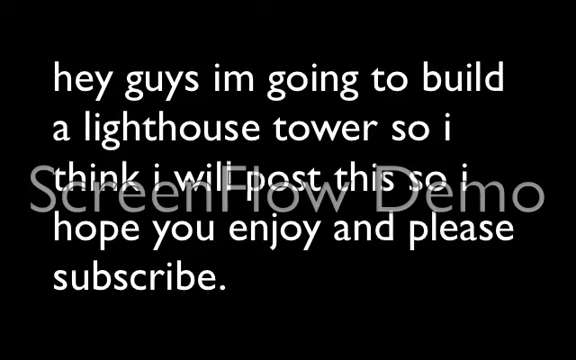 hey guys im going to build
a lighthouse tower so i
think i will post this so i
ScreenFlow Demo
hope you enjoy and please
subscribe.